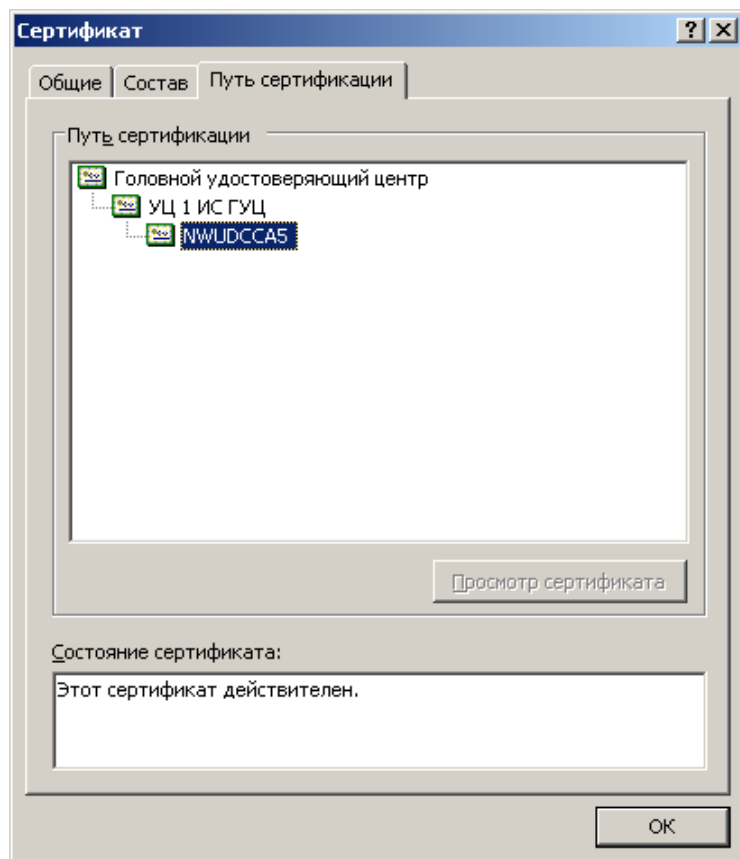 Сертификат
Общие Состав Путь сертификации
Путь сертификации
Головной удостоверяющий центр
УЦ 1 ИС ГУЦ
NWUDCCA5
Просмотр сертификата
Состояние сертификата:
Этот сертификат действителен.
ОК